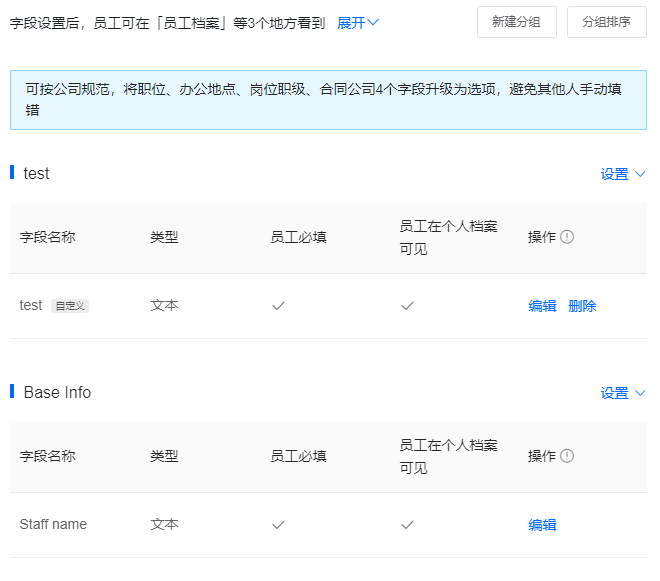 字段设置后，员工可在「员工档案」等3个地方看到 展开
新建分组 分组排序
可按公司规范，将职位、办公地点、岗位职级、合同公司4个字段升级为选项，避免其他人手动填
错
test 设置
字段名称 类型 员工必填 员工在个人档案 操作
可见
test 自定义 文本 编辑 删除
Base Info 设置
字段名称 类型 员工必填 员工在个人档案 操作
可见
Staff name 文本 编辑